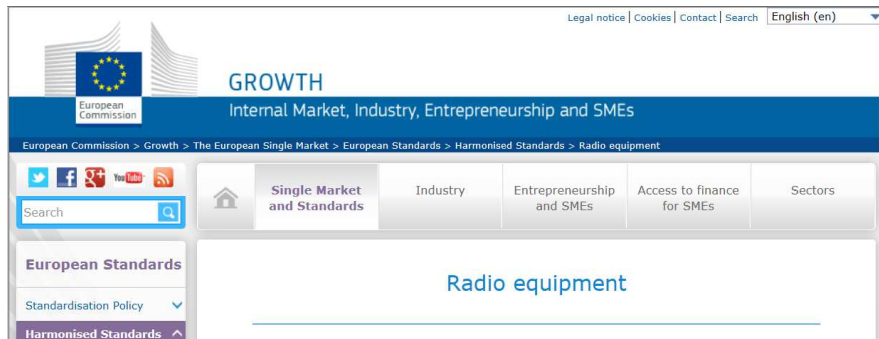 Legal notice | Cookies | Contact | Search English (en)
European
Commission
GROWTH
Internal Market, Industry, Entrepreneurship and SMEs
European Commission > Growth > The European Single Market > European Standards > Harmonised Standards > Radio equipment
You Tube
Search
Single Market
and Standards
Industry
Entrepreneurship
and SMEs
Access to finance
for SMEs
Sectors
European Standards
Standardisation Policy
Harmonised Standards
Radio equipment